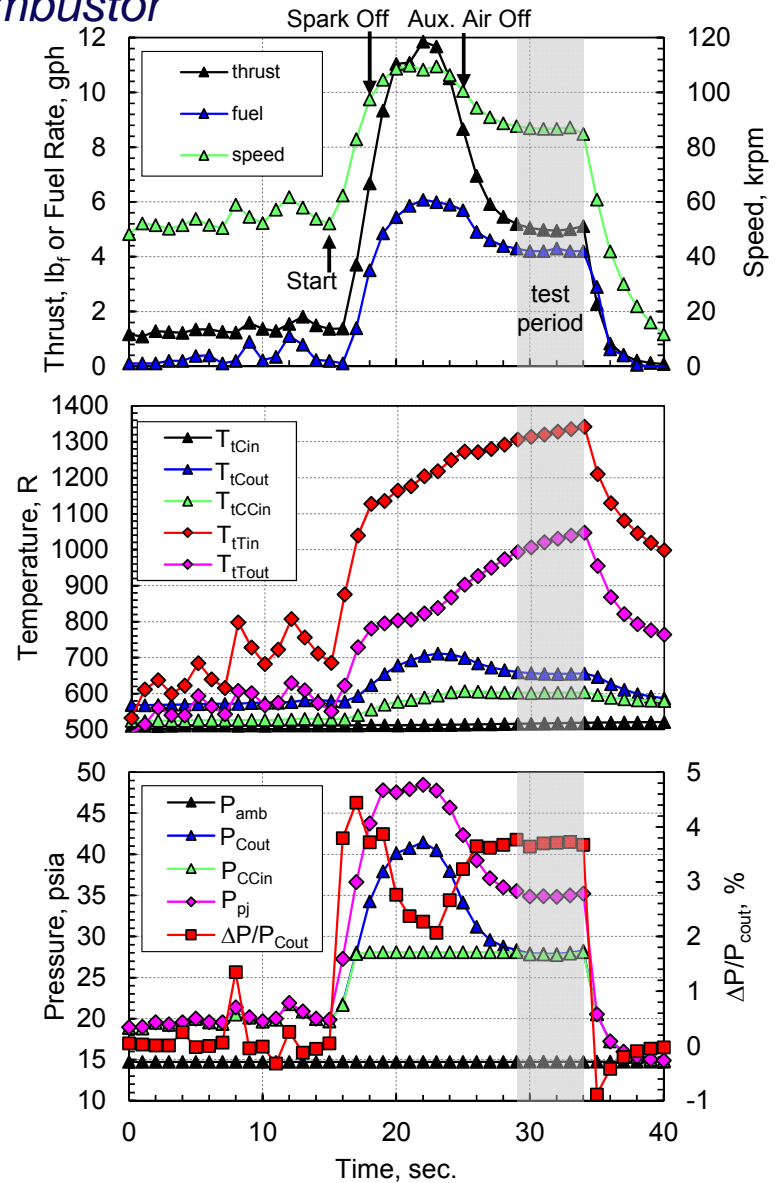 mbustor
Spark Off Aux. Air Off
12 120
10 100
8 80
6 60
4 40
2 20
0 0
thrust
fuel
speed
Start
test
period
Thrust, lbf or Fuel Rate, gph
Speed, krpm
1400
1300
1200
1100
1000
900
800
700
600
500
TtCin
TtCout
TtCCin
TtTin
TtTout
Temperature, R
50 5
45 4
40
35 3
30 2
25 1
20 0
15
10 -1
Pamb
PCout
PCCin
Ppj
ΔP/PCout
Pressure, psia
ΔP/Pcout, %
0 10 20 30 40
Time, sec.